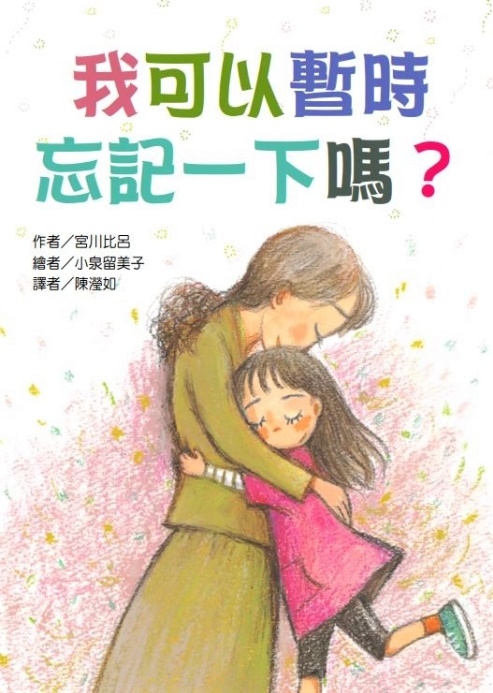 我可以暫時
忘記一下嗎？
作者／宮川比呂
繪者／小泉留美子
譯者／陳瀅如